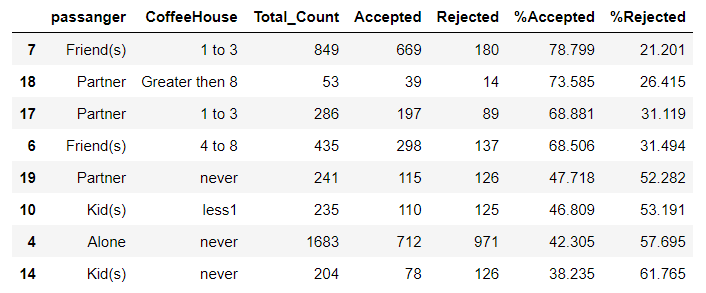 passanger CoffeeHouse Total_Count Accepted Rejected %Accepted %Rejected
7 Friend(s) 1 to 3 849 669 180 78.799 21.201
18 Partner Greater then 8 53 39 14 73.585 26.415
17 Partner 1 to 3 286 197 89 68.881 31.119
6 Friend(s) 4 to 8 435 298 137 68.506 31.494
19 Partner never 241 115 126 47.718 52.282
10 Kid(s) less1 235 110 125 46.809 53.191
4 Alone never 1683 712 971 42.305 57.695
14 Kid(s) never 204 78 126 38.235 61.765